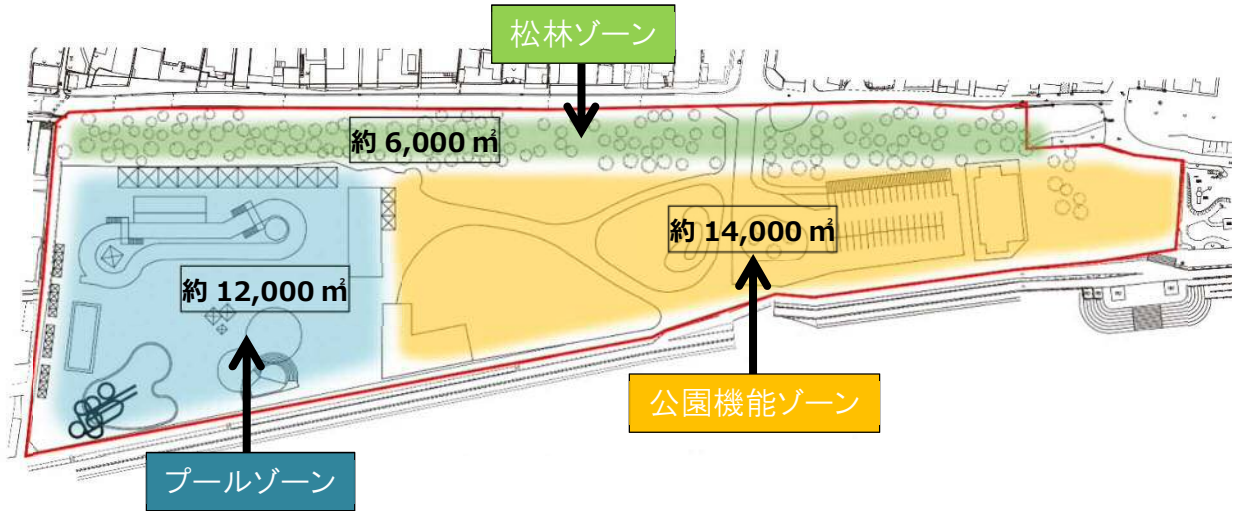 松林ゾーン
約 6,000 ㎡
約 14,000 ㎡
約 12,000 ㎡
公園機能ゾーン
プールゾーン